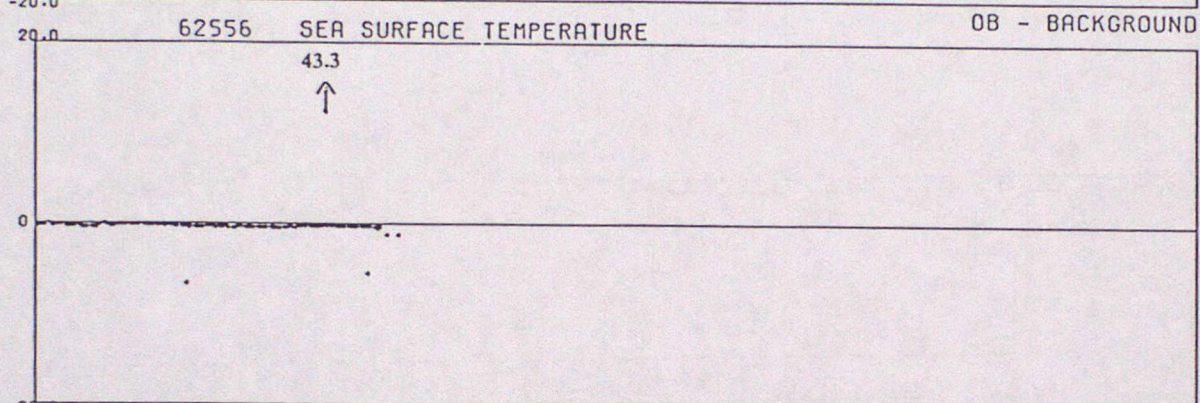 -20.0
62556 SEA SURFACE TEMPERATURE OB - BACKGROUND
20.0
43.3
0